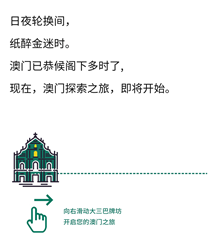 日夜轮换间，
纸醉金迷时。
澳门已恭候阁下多时了，
现在，澳门探索之旅，即将开始。
向右滑动大三巴牌坊
开启您的澳门之旅